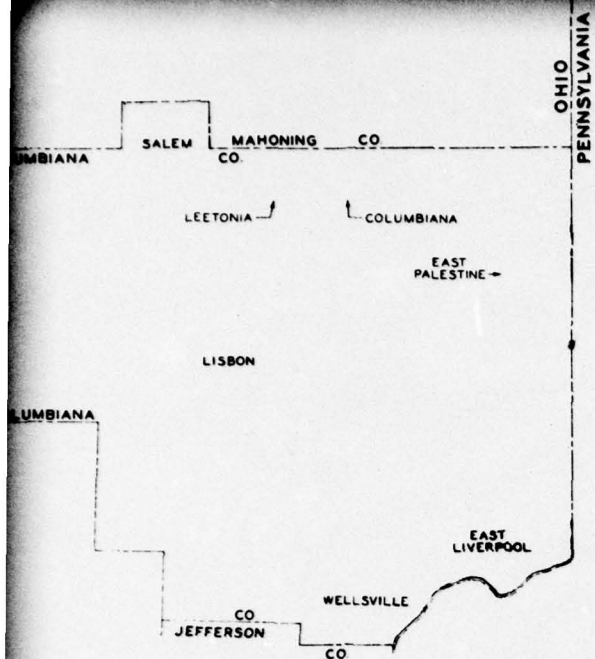 OHIO
PENNSYLVANIA
SALEM
MAHONING CO.
UMBIANA CO.
LEETONIA
COLUMBIANA
EAST
PALESTINE
LISBON
LUMBIANA
EAST
LIVERPOOL
WELLSVILLE
CO
JEFFERSON
CO.